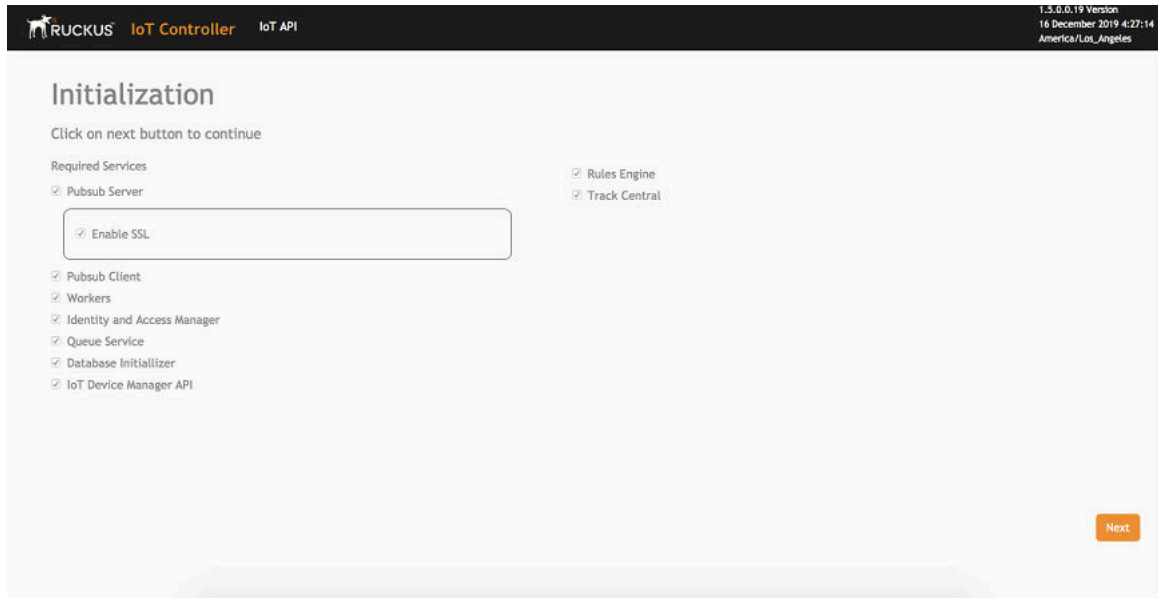 RUCKUS IoT Controller IoT API
1.5.0.0.19 Version
16 December 2019 4:27:14
America/Los_Angeles
Initialization
Click on next button to continue
Required Services
Pubsub Server
Enable SSL
Pubsub Client
Workers
Identity and Access Manager
Queue Service
Database Initiallizer
IoT Device Manager API
Rules Engine
Track Central
Next